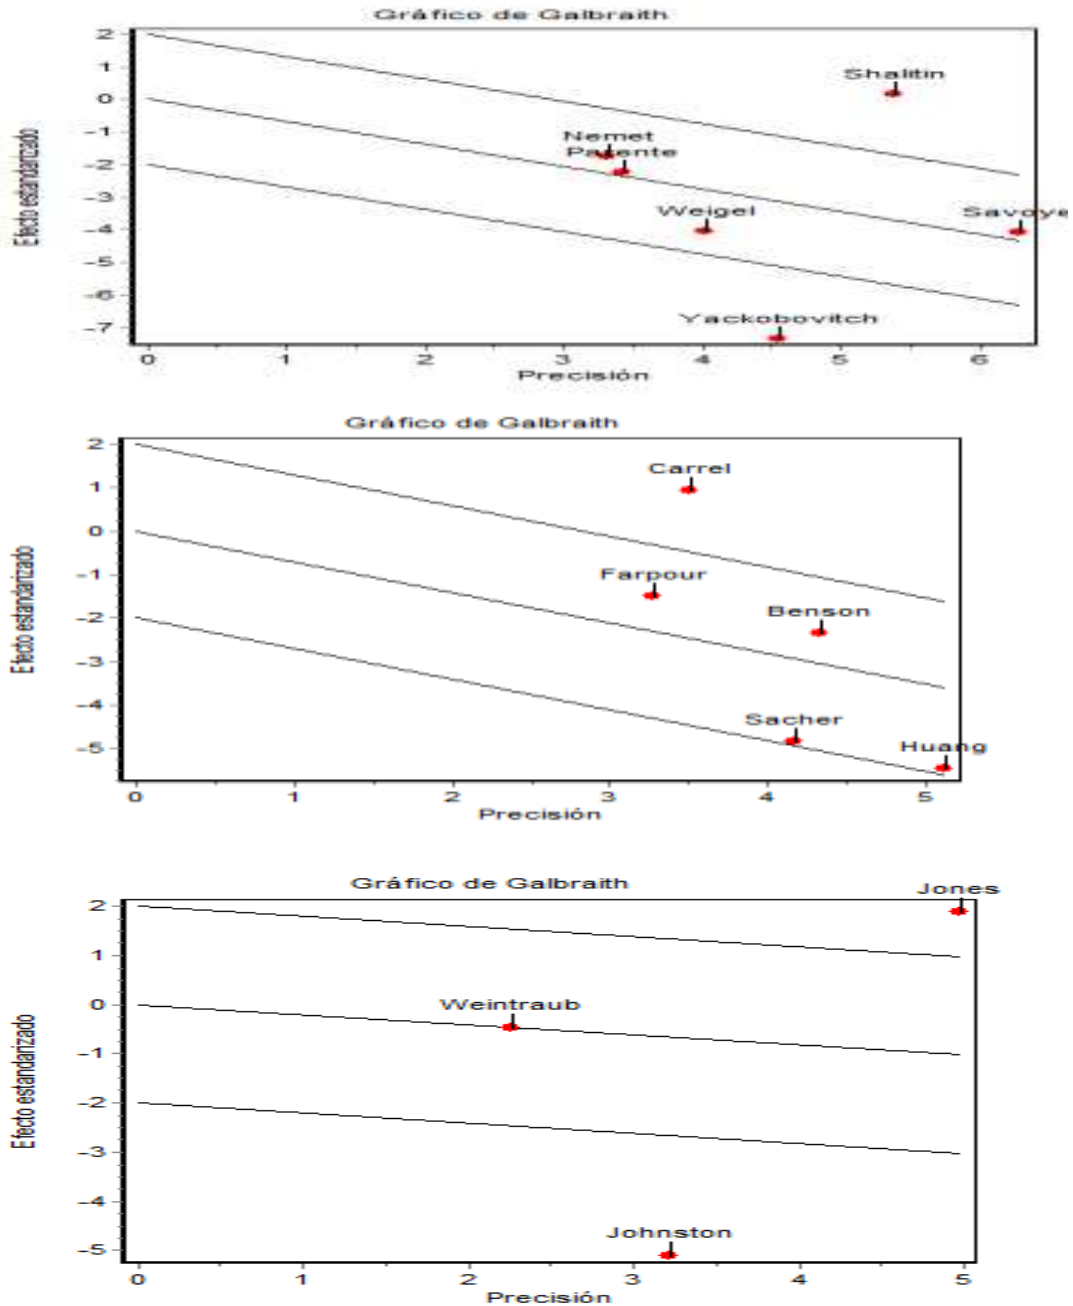 Gráfico de Galbraith
2
Shalitin
1
0
Nemet
-1
Parente
-2
Weigel
Savoye
-3
-4
-5
-6
Yackobovitch
-7
Efecto estandarizado
0 1 2 3 4 5 6
Precisión
Gráfico de Galbraith
2
Carrel
1
0
Farpour
-1
Benson
-2
-3
Sacher
-4
Huang
-5
Efecto estandarizado
0 1 2 3 4 5
Precisión
Gráfico de Galbraith
Jones
2
1
Weintraub
0
-1
-2
-3
-4
Johnston
-5
Efecto estandarizado
0 1 2 3 4 5
Precisión